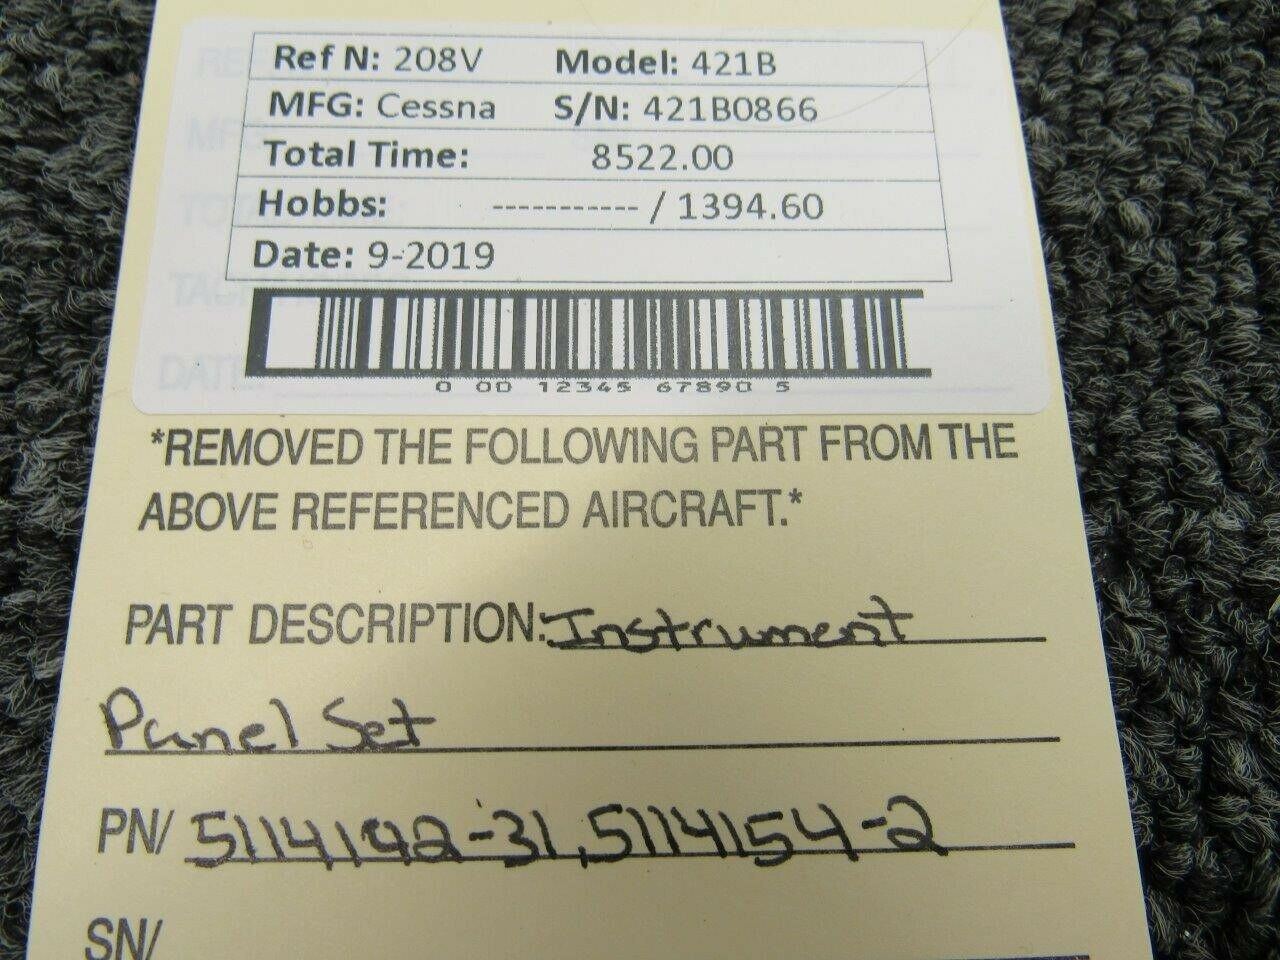 Ref N: 208V Model: 421B
MFG: Cessna S/N: 421B0866
Total Time: 8522.00
Hobbs: ----------- / 1394.60
Date: 9-2019
0 00 12345 67890 5
*REMOVED THE FOLLOWING PART FROM THE
ABOVE REFERENCED AIRCRAFT.*
PART DESCRIPTION: Instrument
Panel Set
PN/ 5114192-31, 5114154-2
SN/